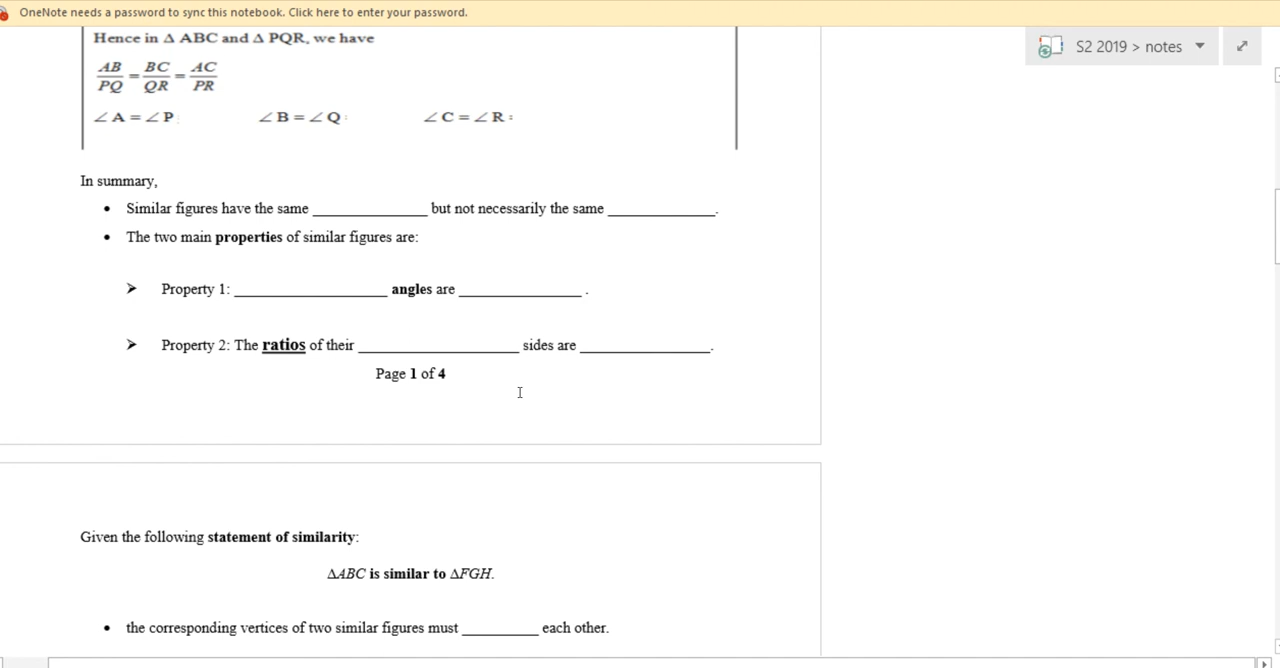 OneNote needs a password to sync this notebook. Click here to enter your password.
S2 2019 > notes
Hence in Δ ABC and Δ PQR, we have
AB/PQ = BC/QR = AC/PR
∠A = ∠P ∠B = ∠Q ∠C = ∠R
In summary,
• Similar figures have the same ______________ but not necessarily the same ______________.
• The two main properties of similar figures are:
➢ Property 1: ___________________ angles are _______________ .
➢ Property 2: The ratios of their ____________________ sides are ________________.
Page 1 of 4
Given the following statement of similarity:
ΔABC is similar to ΔFGH.
• the corresponding vertices of two similar figures must _________ each other.